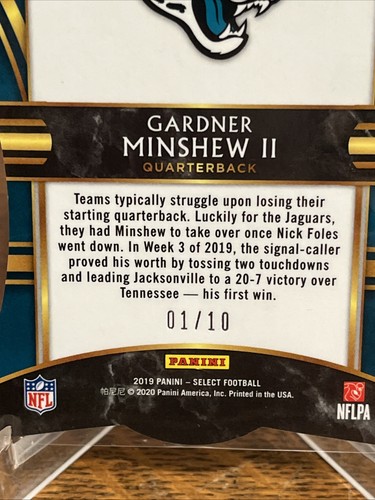 GARDNER
MINSHEW II
QUARTERBACK
Teams typically struggle upon losing their
starting quarterback. Luckily for the Jaguars,
they had Minshew to take over once Nick Foles
went down. In Week 3 of 2019, the signal-caller
proved his worth by tossing two touchdowns
and leading Jacksonville to a 20-7 victory over
Tennessee — his first win.
01/10
PANINI
2019 PANINI – SELECT FOOTBALL
帕尼尼 © 2020 Panini America, Inc. Printed in the USA.
NFL
NFLPA